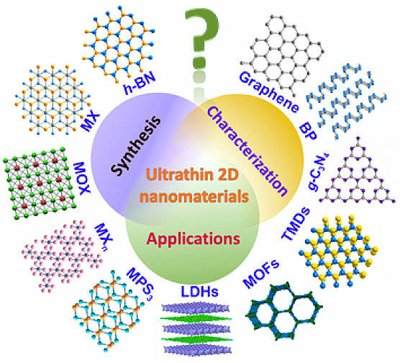 ?
h-BN
Graphene
BP
MX
Synthesis
Characterization
g-C₃N₄
Ultrathin 2D
nanomaterials
MOX
TMDs
Applications
MXₙ
MPS₃
LDHs
MOFs